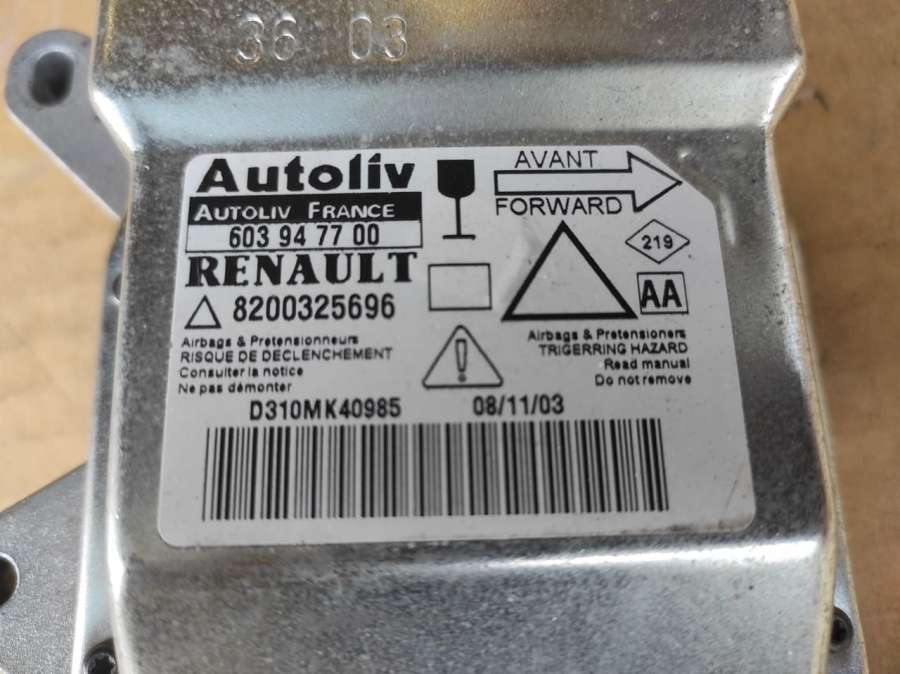 36 03
Autoliv
AUTOLIV FRANCE
603 94 77 00
RENAULT
8200325696
AVANT
FORWARD
219
AA
Airbags & Pretensionneurs
RISQUE DE DECLENCHEMENT
Consulter la notice
Ne pas démonter
Airbags & Pretensioners
TRIGERRING HAZARD
Read manual
Do not remove
D310MK40985 08/11/03